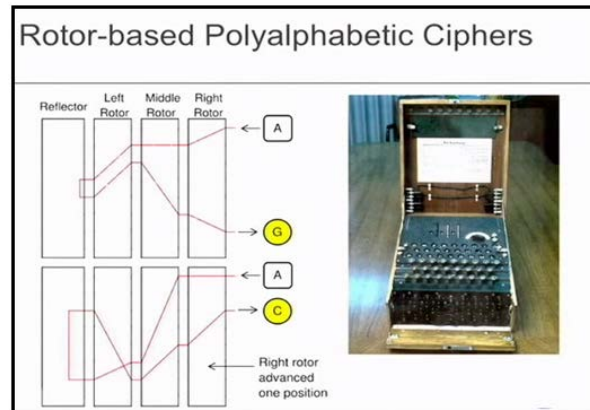 Rotor-based Polyalphabetic Ciphers
Reflector
Left
Rotor
Middle
Rotor
Right
Rotor
A
G
A
C
Right rotor
advanced
one position